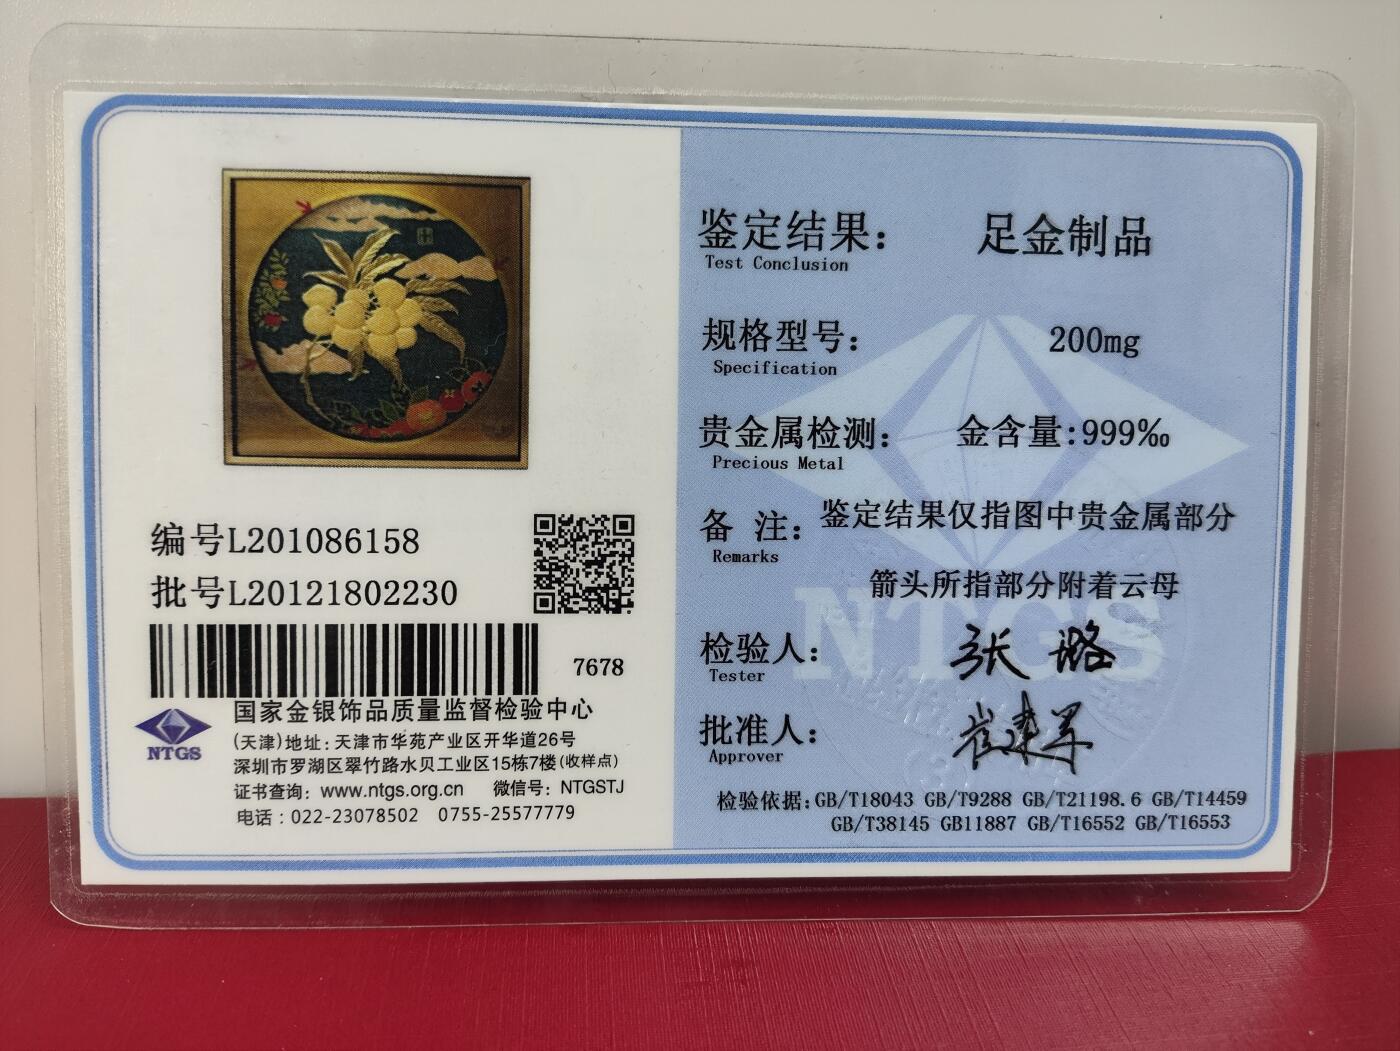 编号L201086158
批号L20121802230
7678
NTGS
国家金银饰品质量监督检验中心
(天津)地址:天津市华苑产业区开华道26号
深圳市罗湖区翠竹路水贝工业区15栋7楼(收样点)
证书查询: www.ntgs.org.cn 微信号: NTGSTJ
电话:022-23078502 0755-25577779
鉴定结果: 足金制品
Test Conclusion
规格型号: 200mg
Specification
贵金属检测: 金含量:999‰
Precious Metal
备 注: 鉴定结果仅指图中贵金属部分
Remarks
箭头所指部分附着云母
NTGS
检验人: 张璐
Tester
批准人:
Approver
检验依据:GB/T18043 GB/T9288 GB/T21198.6 GB/T14459
GB/T38145 GB11887 GB/T16552 GB/T16553